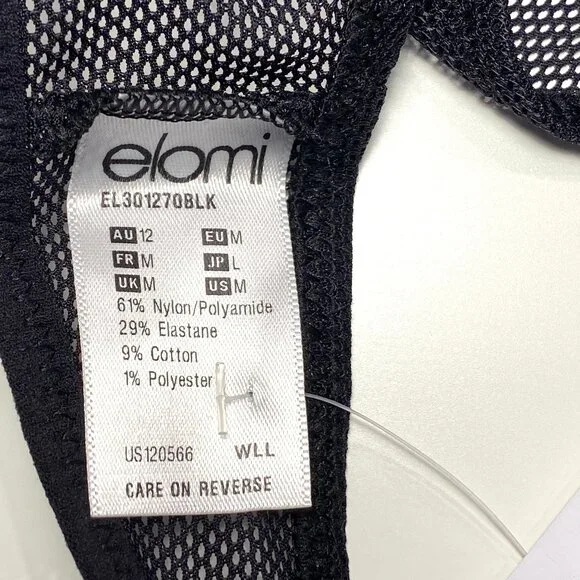 elomi
EL301270BLK
AU 12 EU M
FR M JP L
UK M US M
61% Nylon/Polyamide
29% Elastane
9% Cotton
1% Polyester
US120566 WLL
CARE ON REVERSE